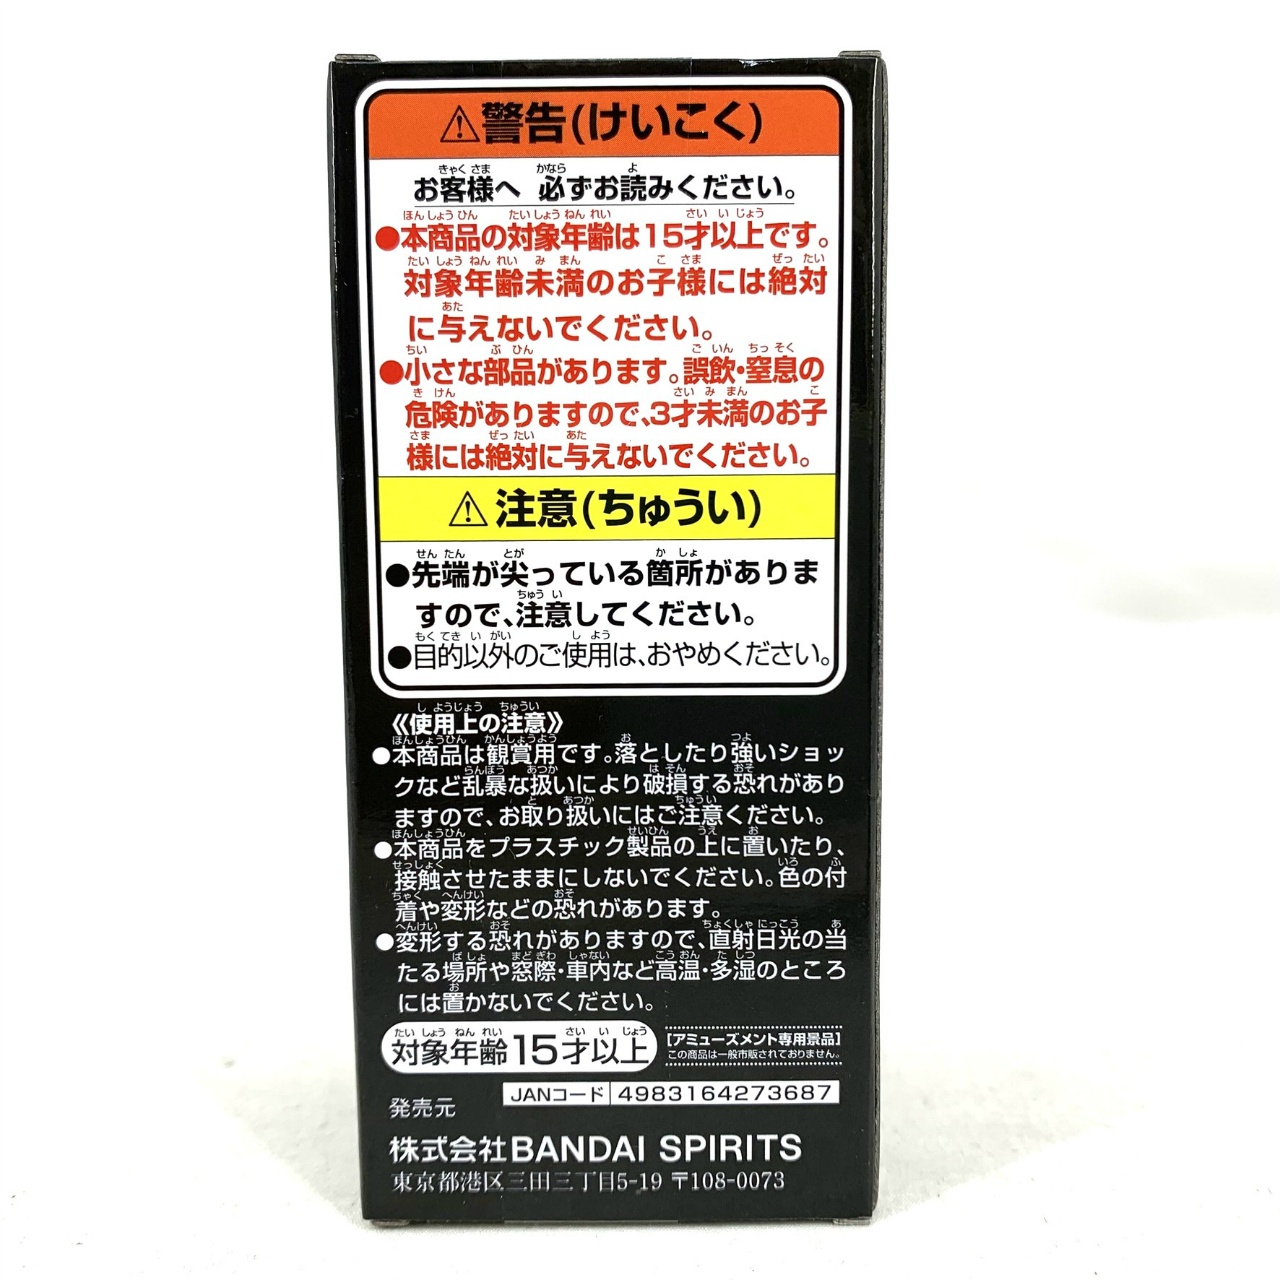 ⚠警告(けいこく)
お客様へ 必ずお読みください。
●本商品の対象年齢は15才以上です。
対象年齢未満のお子様には絶対
に与えないでください。
●小さな部品があります。誤飲・窒息の
危険がありますので、3才未満のお子
様には絶対に与えないでください。
⚠注意(ちゅうい)
●先端が尖っている箇所がありま
すので、注意してください。
●目的以外のご使用は、おやめください。
《使用上の注意》
●本商品は観賞用です。落としたり強いショッ
クなど乱暴な扱いにより破損する恐れがあり
ますので、お取り扱いにはご注意ください。
●本商品をプラスチック製品の上に置いたり、
接触させたままにしないでください。色の付
着や変形などの恐れがあります。
●変形する恐れがありますので、直射日光の当
たる場所や窓際・車内など高温・多湿のところ
には置かないでください。
対象年齢15才以上
[アミューズメント専用景品]
この商品は一般市販されておりません。
JANコード 4983164273687
発売元
株式会社BANDAI SPIRITS
東京都港区三田三丁目5-19 〒108-0073